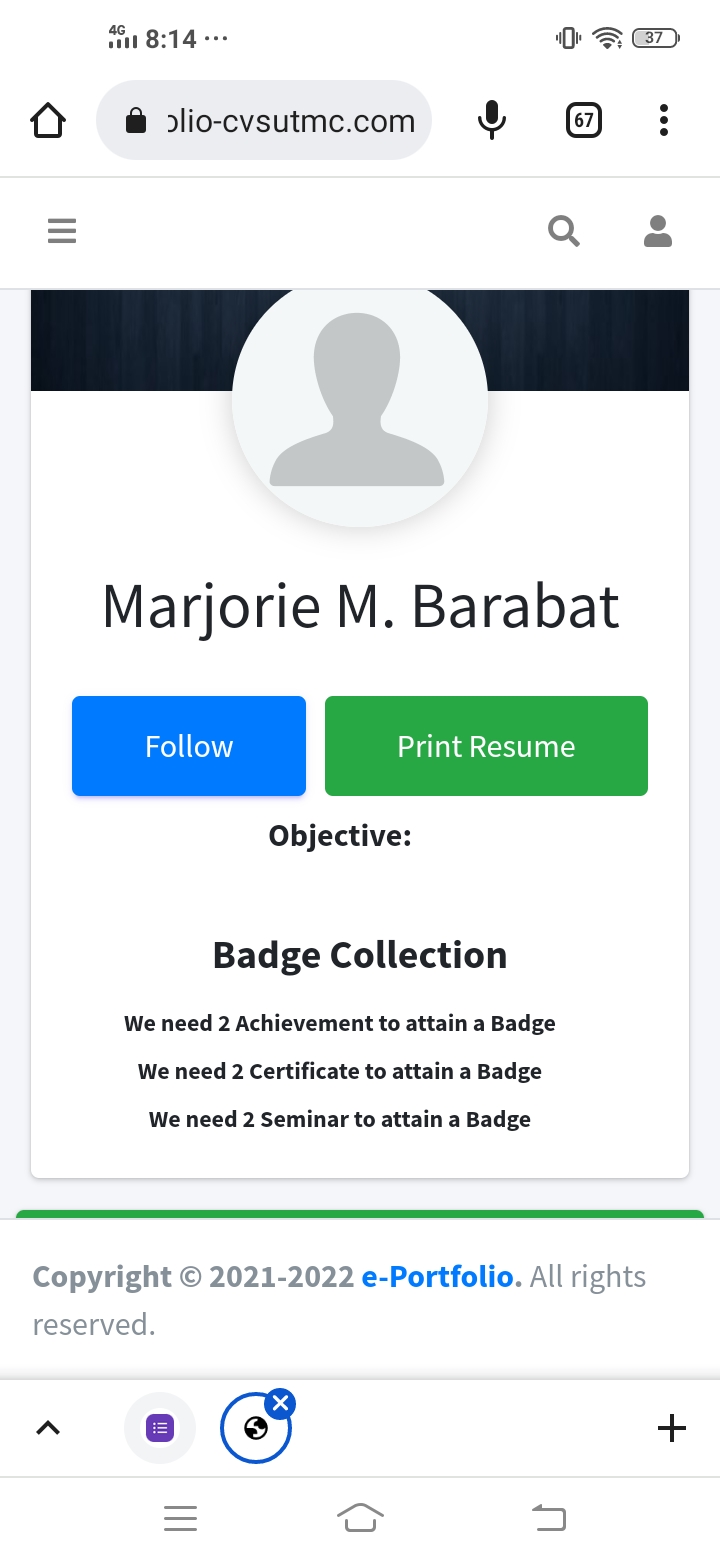 4G 8:14 ... 37
olio-cvsutmc.com 67
Marjorie M. Barabat
Follow Print Resume
Objective:
Badge Collection
We need 2 Achievement to attain a Badge
We need 2 Certificate to attain a Badge
We need 2 Seminar to attain a Badge
Copyright © 2021-2022 e-Portfolio. All rights
reserved.